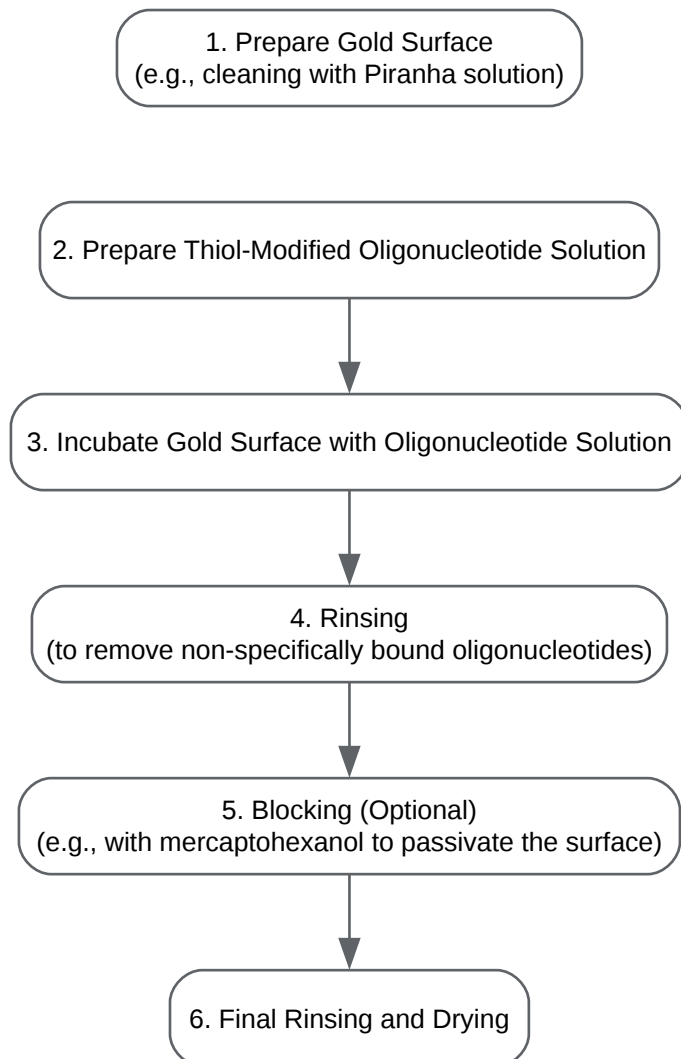 1. Prepare Gold Surface
(e.g., cleaning with Piranha solution)
2. Prepare Thiol-Modified Oligonucleotide Solution
3. Incubate Gold Surface with Oligonucleotide Solution
4. Rinsing
(to remove non-specifically bound oligonucleotides)
5. Blocking (Optional)
(e.g., with mercaptohexanol to passivate the surface)
6. Final Rinsing and Drying